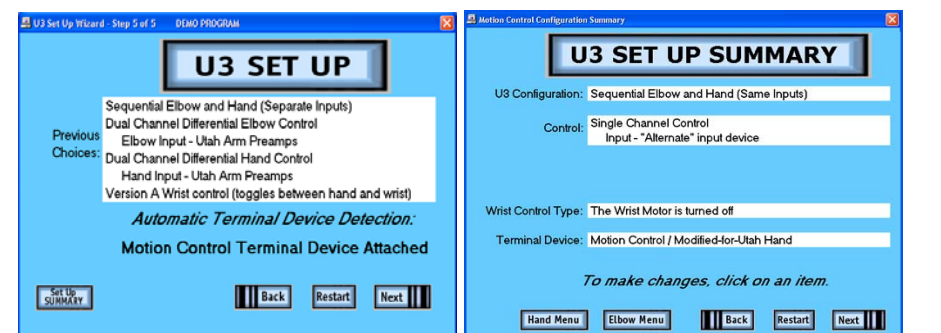 U3 Set Up Wizard - Step 5 of 5 DEMO PROGRAM
U3 SET UP
Previous Choices:
Sequential Elbow and Hand (Separate Inputs)
Dual Channel Differential Elbow Control
Elbow Input - Utah Arm Preamps
Dual Channel Differential Hand Control
Hand Input - Utah Arm Preamps
Version A Wrist control (toggles between hand and wrist)
Automatic Terminal Device Detection:
Motion Control Terminal Device Attached
Set Up
SUMMARY
Back
Restart
Next
Motion Control Configuration Summary
U3 SET UP SUMMARY
U3 Configuration: Sequential Elbow and Hand (Same Inputs)
Control: Single Channel Control
Input - "Alternate" input device
Wrist Control Type: The Wrist Motor is turned off
Terminal Device: Motion Control / Modified-for-Utah Hand
To make changes, click on an item.
Hand Menu
Elbow Menu
Back
Restart
Next